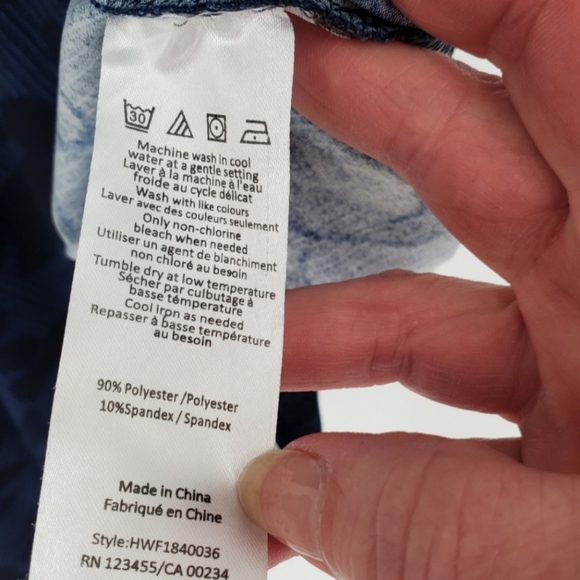 30
Machine wash in cool
water at a gentle setting
Laver à la machine à l'eau
froide au cycle délicat
Wash with like colours
Laver avec des couleurs seulement
Only non-chlorine
bleach when needed
Utiliser un agent de blanchiment
non chloré au besoin
Tumble dry at low temperature
Sécher par culbutage à
basse température
Cool iron as needed
Repasser à basse température
au besoin
90% Polyester /Polyester
10%Spandex / Spandex
Made in China
Fabriqué en Chine
Style:HWF1840036
RN 123455/CA 00234